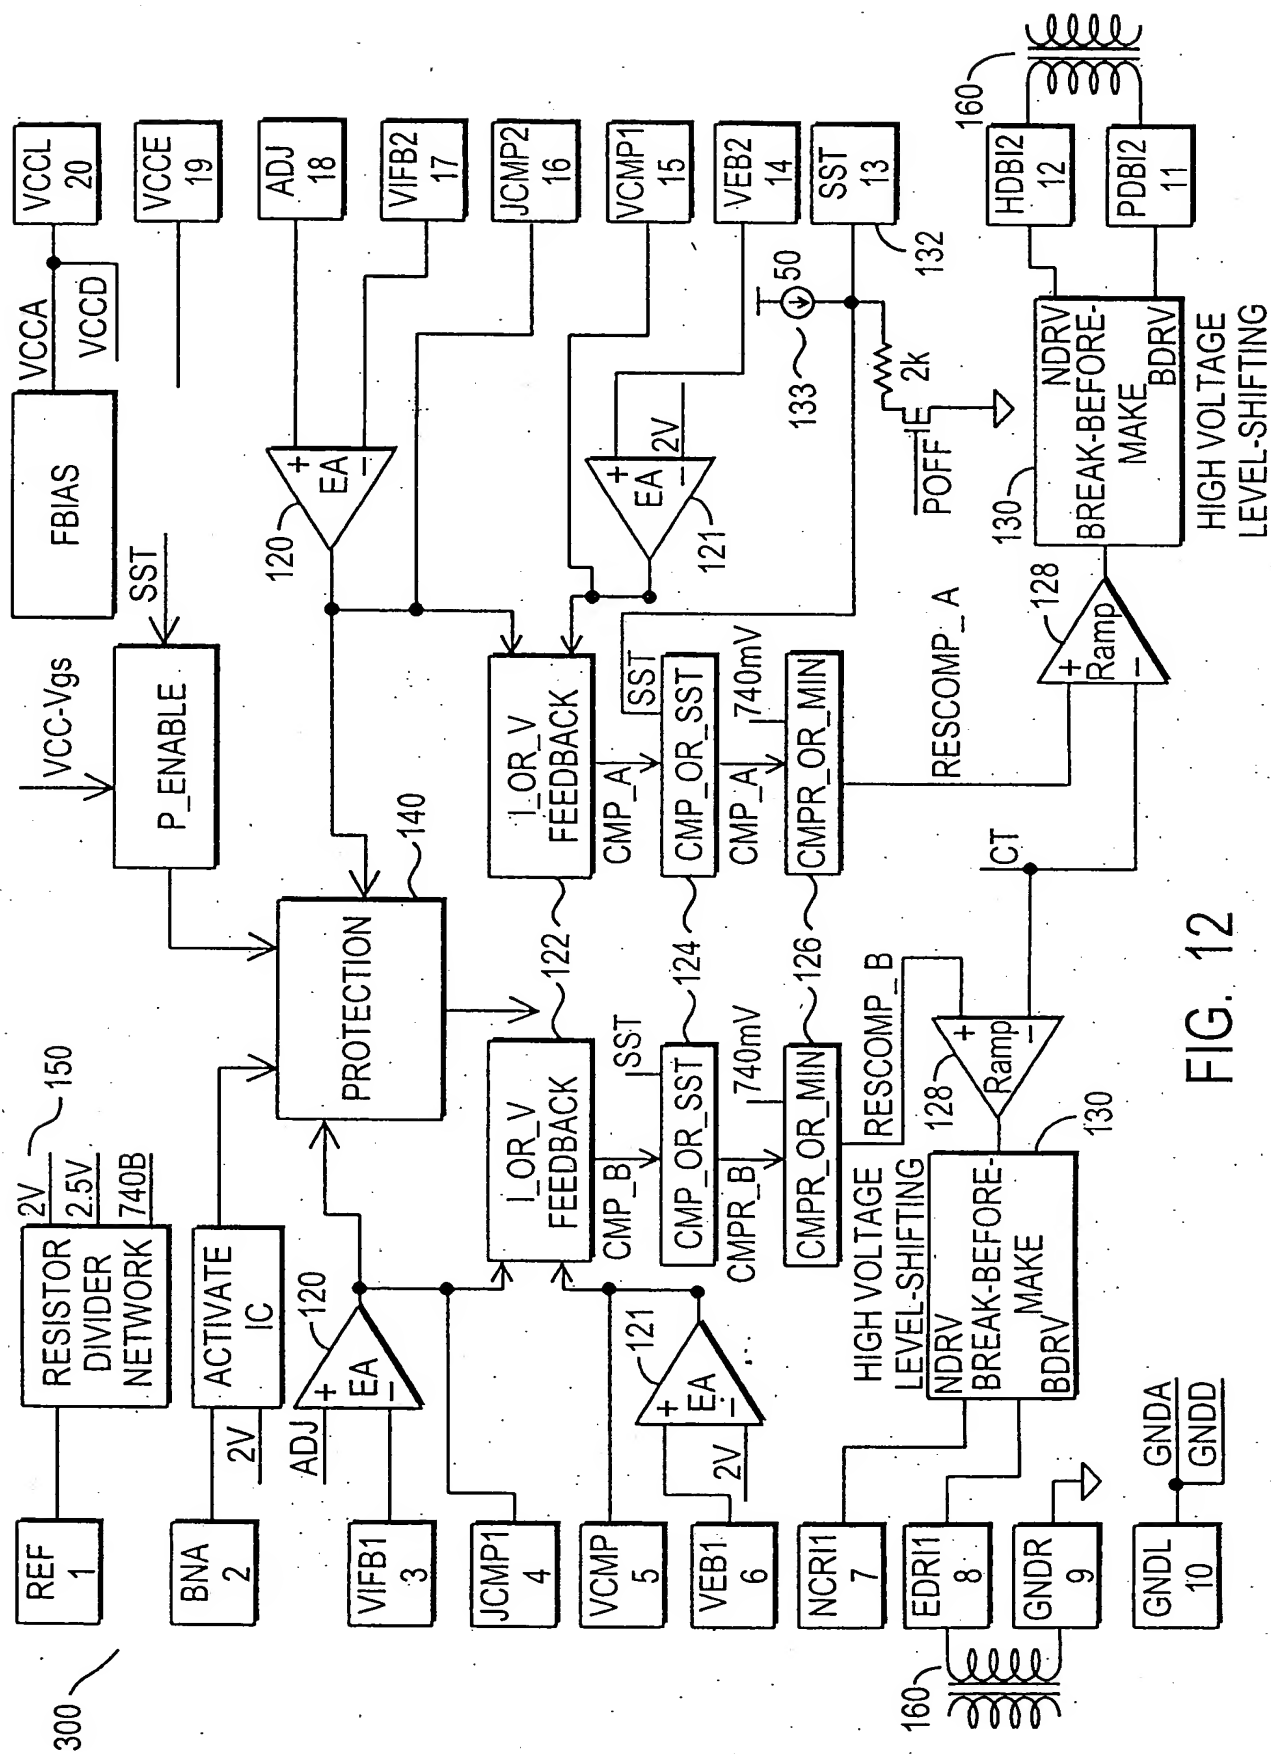 300
REF
1
BNA
2
VIFB1
3
JCMP1
4
VCMP
5
VEB1
6
NCRI1
7
EDRI1
8
GNDR
9
GNDL
10
160
GNDA
GNDD
RESISTOR
DIVIDER
NETWORK
2V
2.5V
740B
150
ACTIVATE
IC
2V
ADJ
+
EA
−
120
+
EA
−
121
2V
PROTECTION
140
P_ENABLE
VCC-Vgs
SST
FBIAS
VCCA
VCCD
VCCL
20
VCCE
19
ADJ
18
VIFB2
17
JCMP2
16
VCMP1
15
VEB2
14
SST
13
132
HDBI2
12
PDBI2
11
160
+
EA
−
120
+
EA
−
2V
121
133
50
2k
POFF
I_OR_V
FEEDBACK
122
I_OR_V
FEEDBACK
CMP_B
CMP_A
SST
SST
CMP_OR_SST
124
CMP_OR_SST
CMPR_B
CMP_A
740mV
740mV
CMPR_OR_MIN
126
CMPR_OR_MIN
RESCOMP_B
RESCOMP_A
CT
+
Ramp
−
128
+
Ramp
−
128
HIGH VOLTAGE
LEVEL-SHIFTING
NDRV
BREAK-BEFORE-
MAKE
BDRV
130
130
NDRV
BREAK-BEFORE-
MAKE
BDRV
HIGH VOLTAGE
LEVEL-SHIFTING
FIG. 12